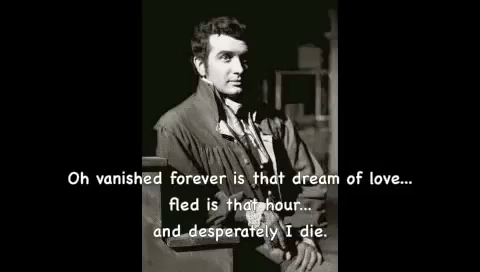 Oh vanished forever is that dream of love...
fled is that hour...
and desperately I die.